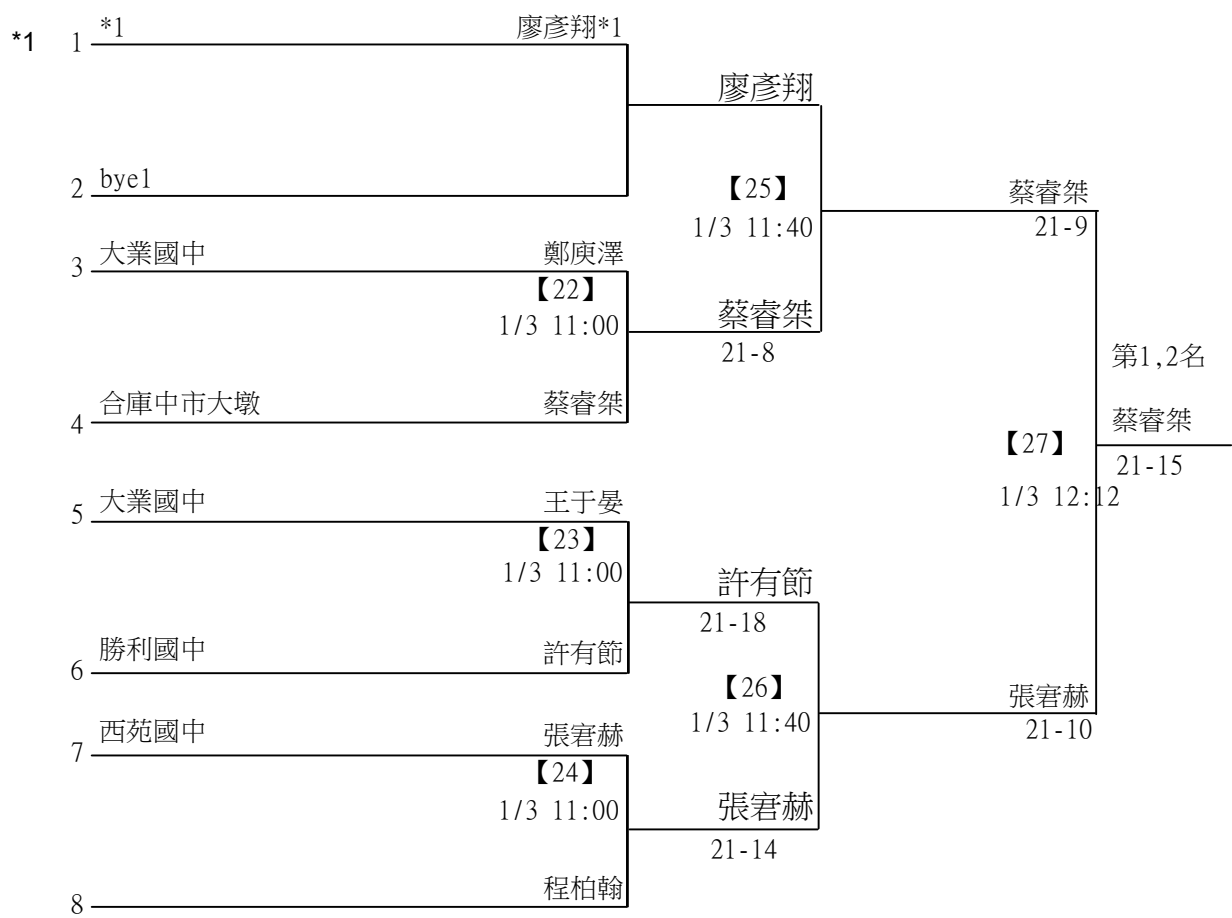 *1 1 *1 廖彥翔*1
廖彥翔
2 bye1
【25】
1/3 11:40
蔡睿桀
21-9
3 大業國中 鄭庾澤
【22】
1/3 11:00
蔡睿桀
21-8
4 合庫中市大墩 蔡睿桀
第1,2名
蔡睿桀
【27】
21-15
1/3 12:12
5 大業國中 王于晏
【23】
1/3 11:00
許有節
21-18
6 勝利國中 許有節
【26】
1/3 11:40
張宭赫
21-10
7 西苑國中 張宭赫
【24】
1/3 11:00
張宭赫
21-14
8 程柏翰